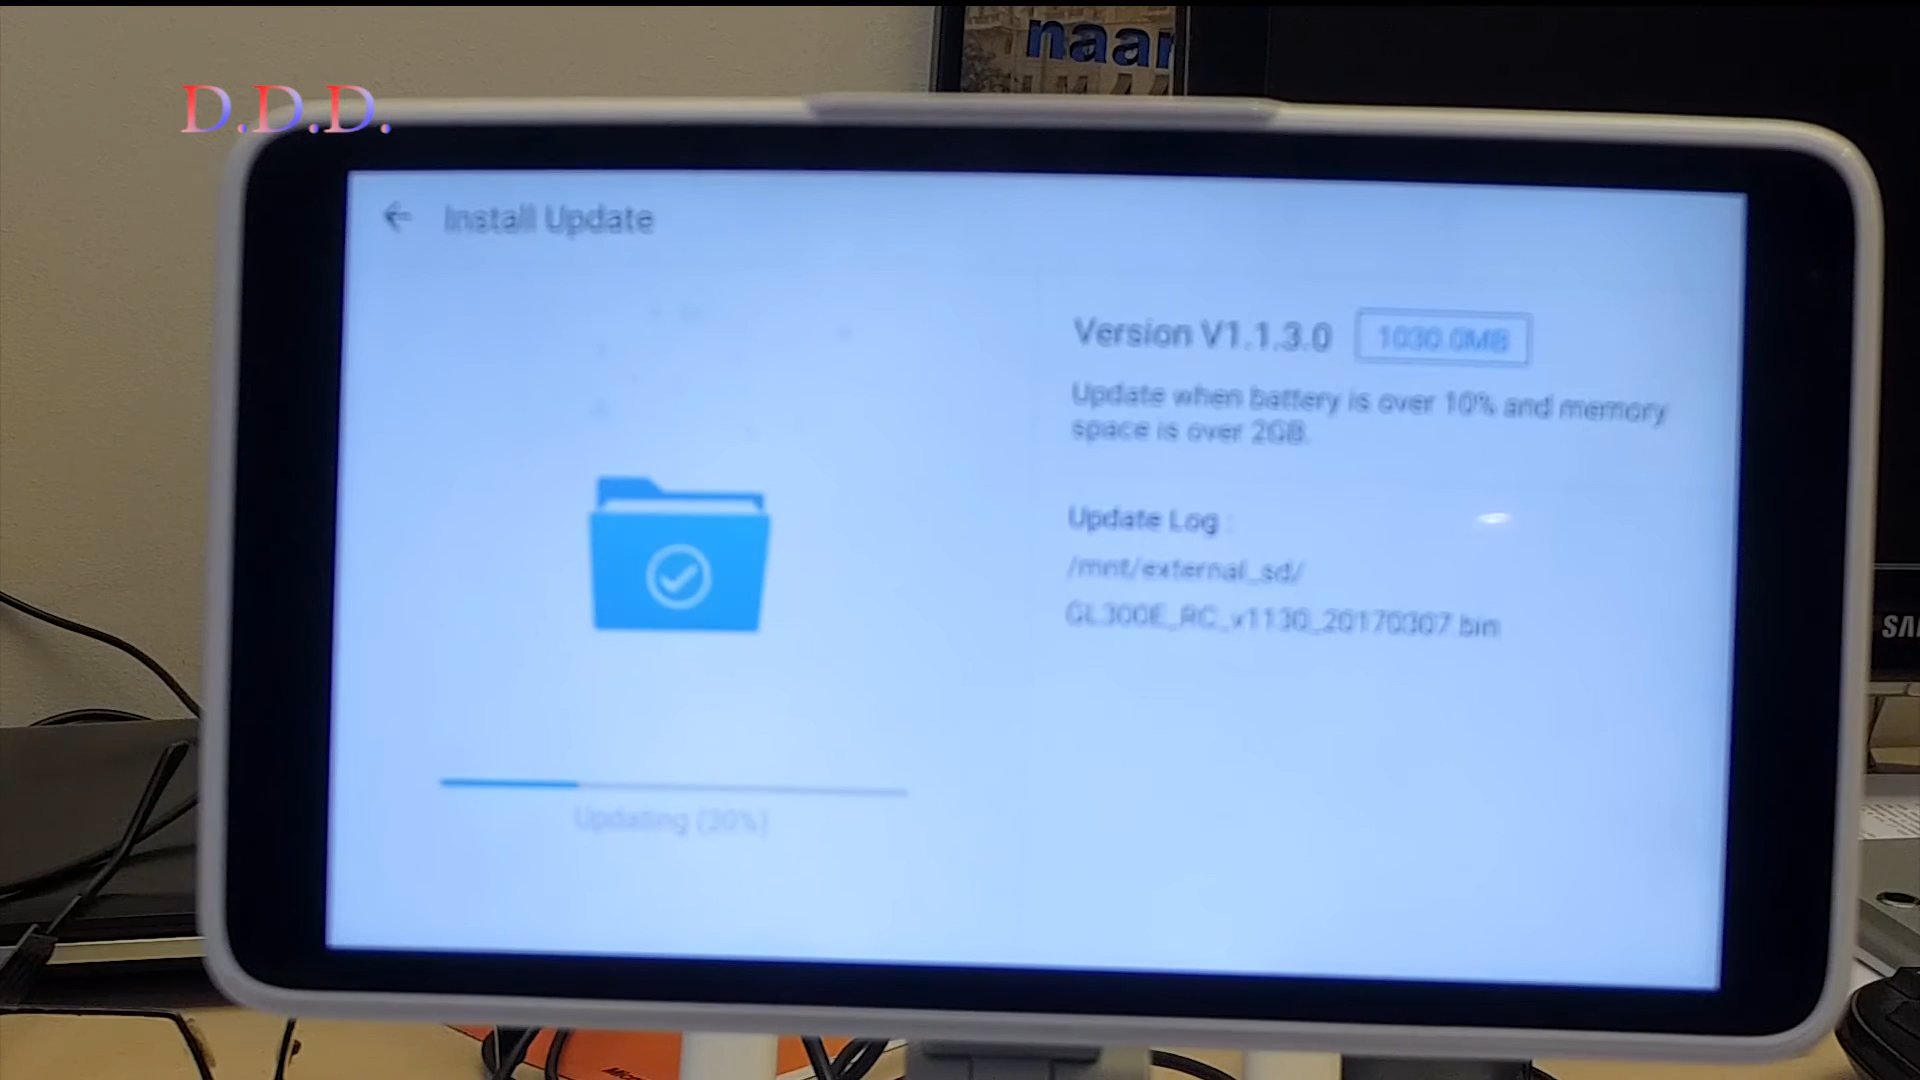 naar
D.D.D.
Install Update
Version V1.1.3.0
1030.0MB
Update when battery is over 10% and memory
space is over 2GB.
Update Log :
/mnt/external_sd/
GL300E_RC_v1130_20170307.bin
Updating (30%)